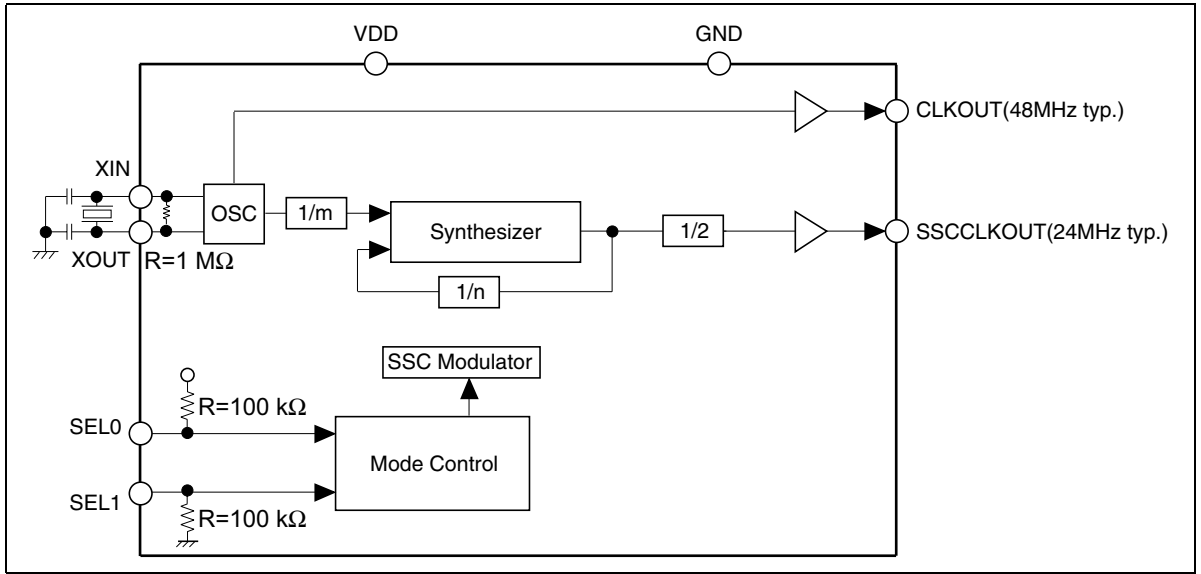 VDD
GND
CLKOUT(48MHz typ.)
XIN
OSC
1/m
Synthesizer
1/2
SSCCLKOUT(24MHz typ.)
XOUT
R=1 MΩ
1/n
SSC Modulator
R=100 kΩ
SEL0
Mode Control
SEL1
R=100 kΩ